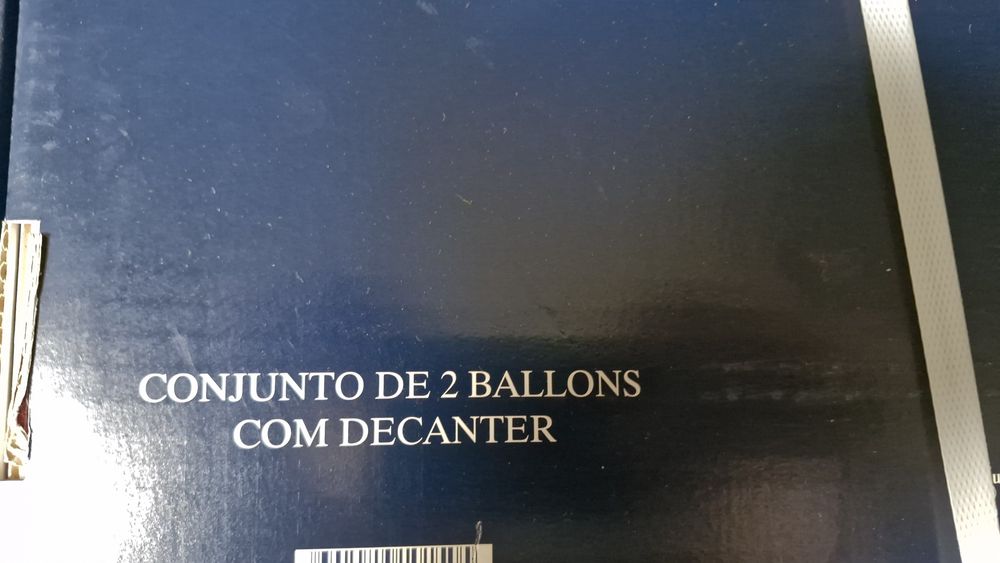 CONJUNTO DE 2 BALLONS
COM DECANTER